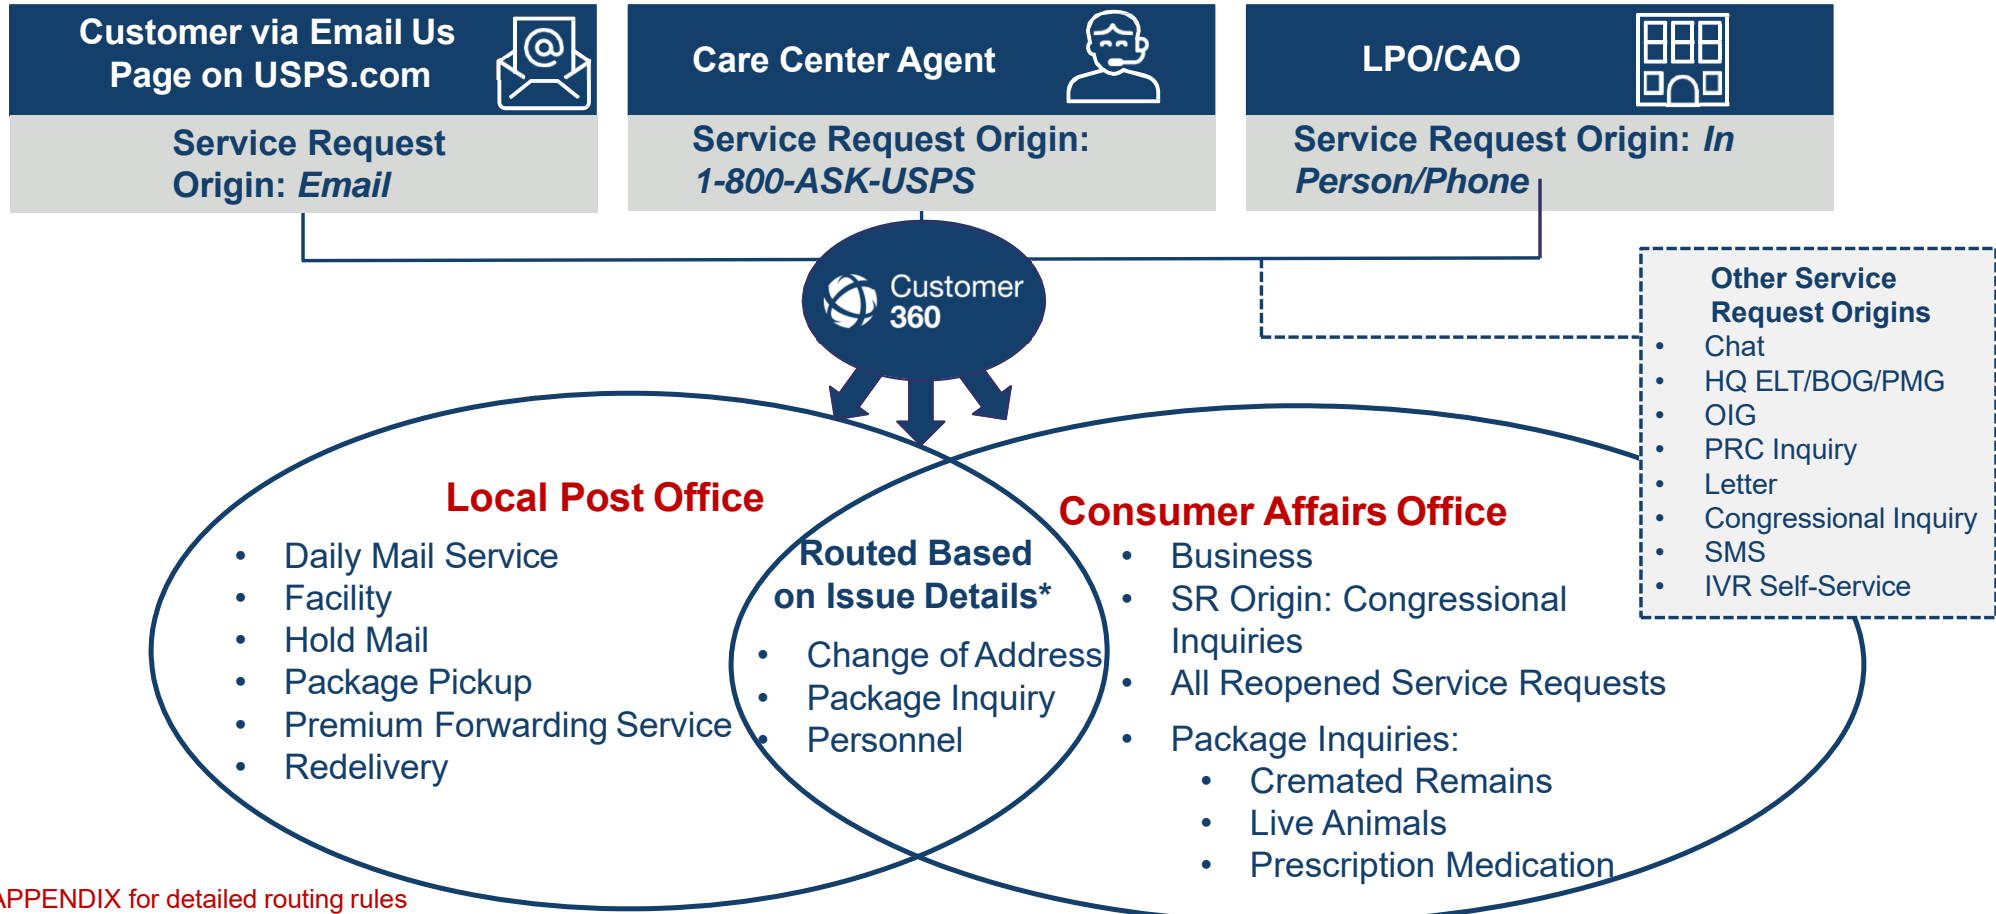 Customer via Email Us
Page on USPS.com
Service Request
Origin: Email
Care Center Agent
Service Request Origin:
1-800-ASK-USPS
LPO/CAO
Service Request Origin: In
Person/Phone
Customer
360
Other Service
Request Origins
• Chat
• HQ ELT/BOG/PMG
• OIG
• PRC Inquiry
• Letter
• Congressional Inquiry
• SMS
• IVR Self-Service
Local Post Office
• Daily Mail Service
• Facility
• Hold Mail
• Package Pickup
• Premium Forwarding Service
• Redelivery
Routed Based
on Issue Details*
• Change of Address
• Package Inquiry
• Personnel
Consumer Affairs Office
• Business
• SR Origin: Congressional
Inquiries
• All Reopened Service Requests
• Package Inquiries:
• Cremated Remains
• Live Animals
• Prescription Medication
APPENDIX for detailed routing rules